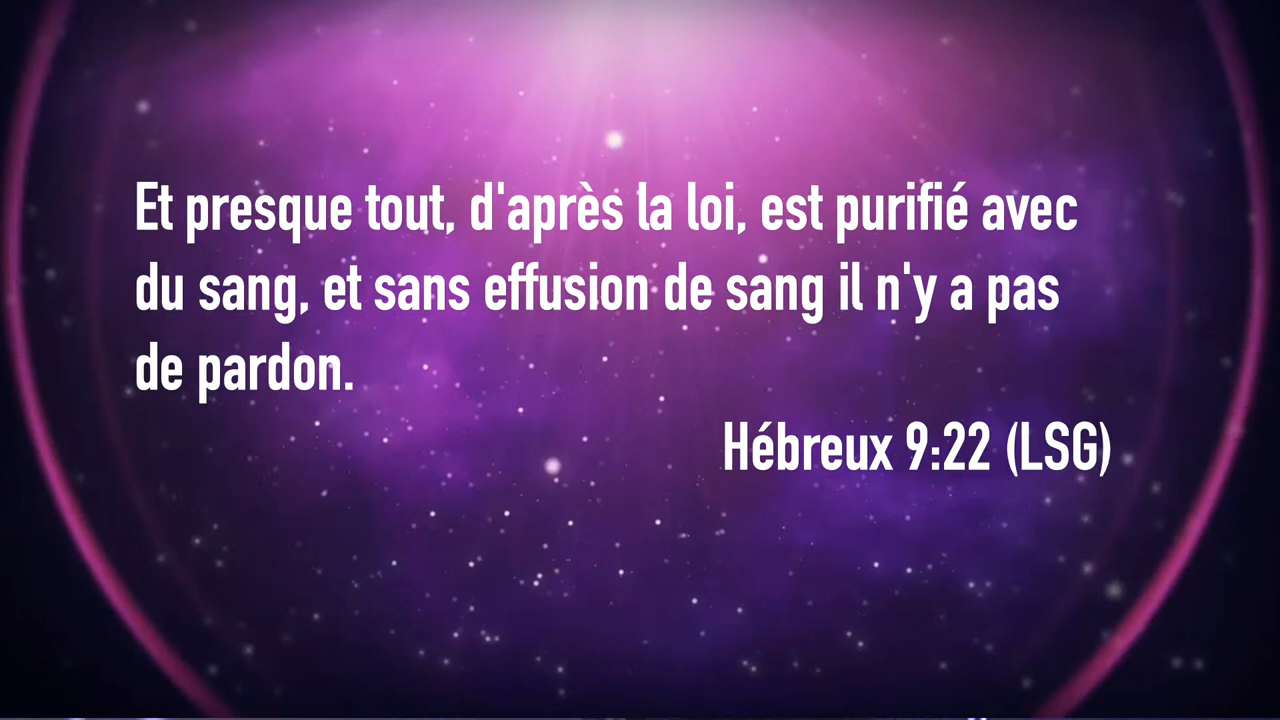 Et presque tout, d'après la loi, est purifié avec
du sang, et sans effusion de sang il n'y a pas
de pardon.
Hébreux 9:22 (LSG)